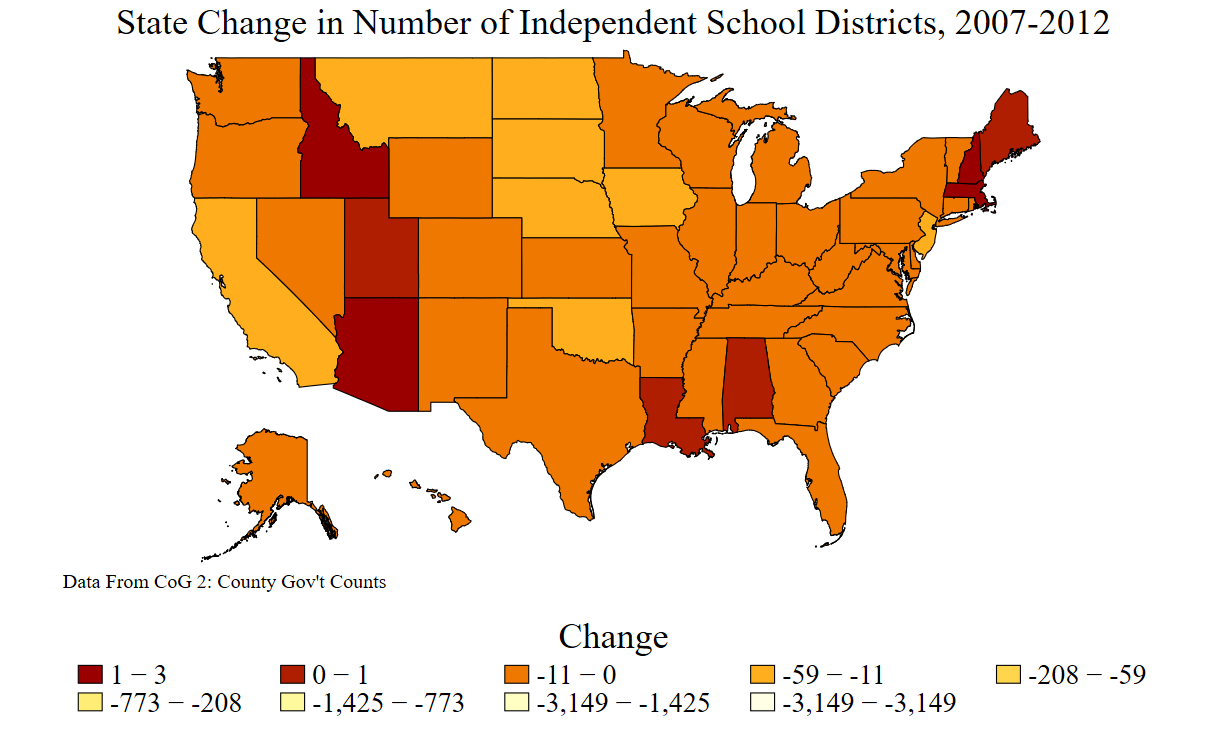 State Change in Number of Independent School Districts, 2007-2012
Data From CoG 2: County Gov't Counts
Change
1 − 3 0 − 1 -11 − 0 -59 − -11 -208 − -59
-773 − -208 -1,425 − -773 -3,149 − -1,425 -3,149 − -3,149